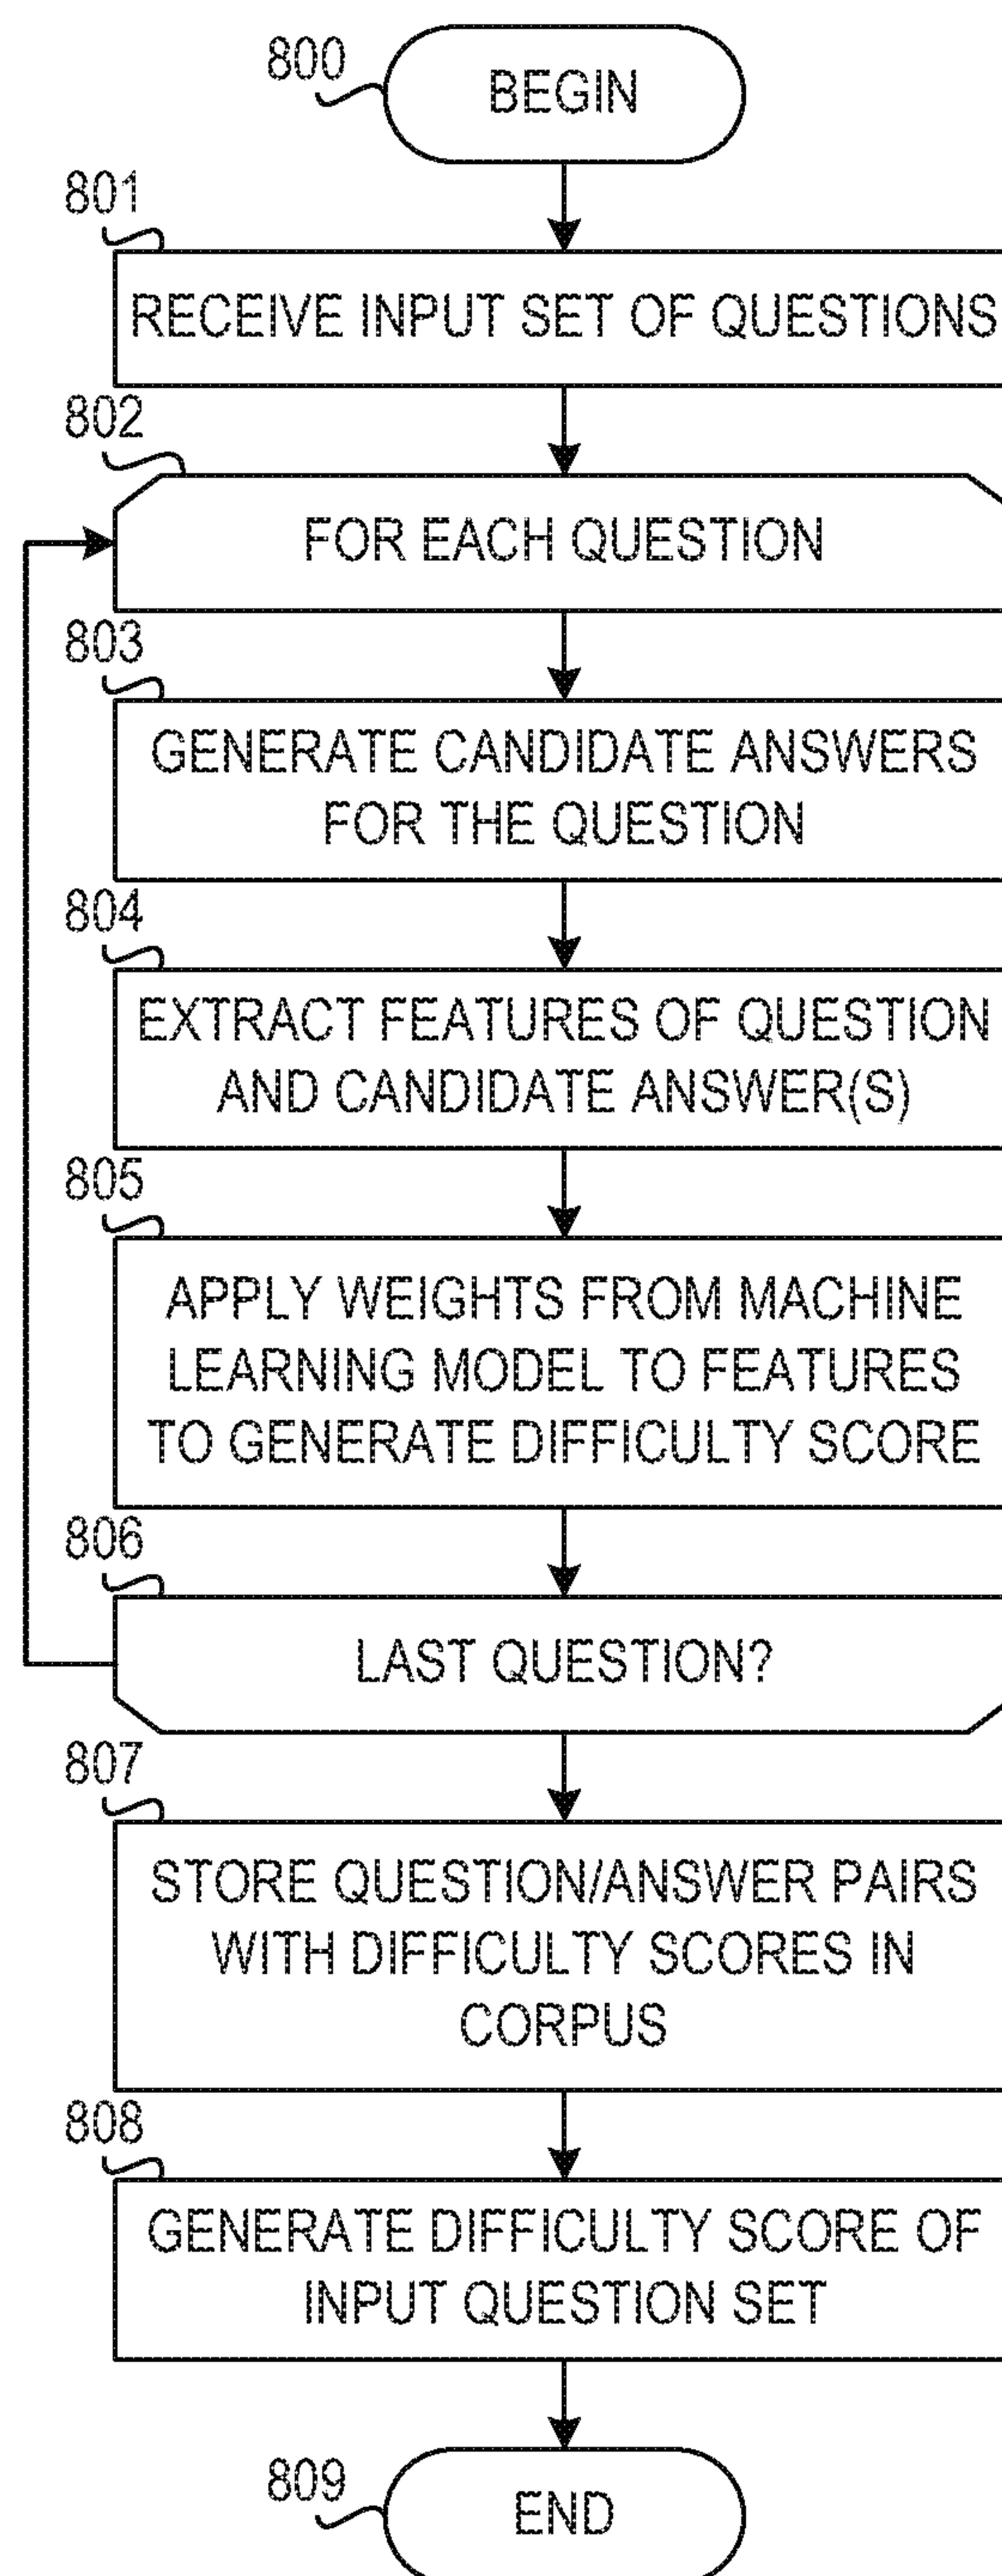 800
BEGIN
801
RECEIVE INPUT SET OF QUESTIONS
802
FOR EACH QUESTION
803
GENERATE CANDIDATE ANSWERS
FOR THE QUESTION
804
EXTRACT FEATURES OF QUESTION
AND CANDIDATE ANSWER(S)
805
APPLY WEIGHTS FROM MACHINE
LEARNING MODEL TO FEATURES
TO GENERATE DIFFICULTY SCORE
806
LAST QUESTION?
807
STORE QUESTION/ANSWER PAIRS
WITH DIFFICULTY SCORES IN
CORPUS
808
GENERATE DIFFICULTY SCORE OF
INPUT QUESTION SET
809
END